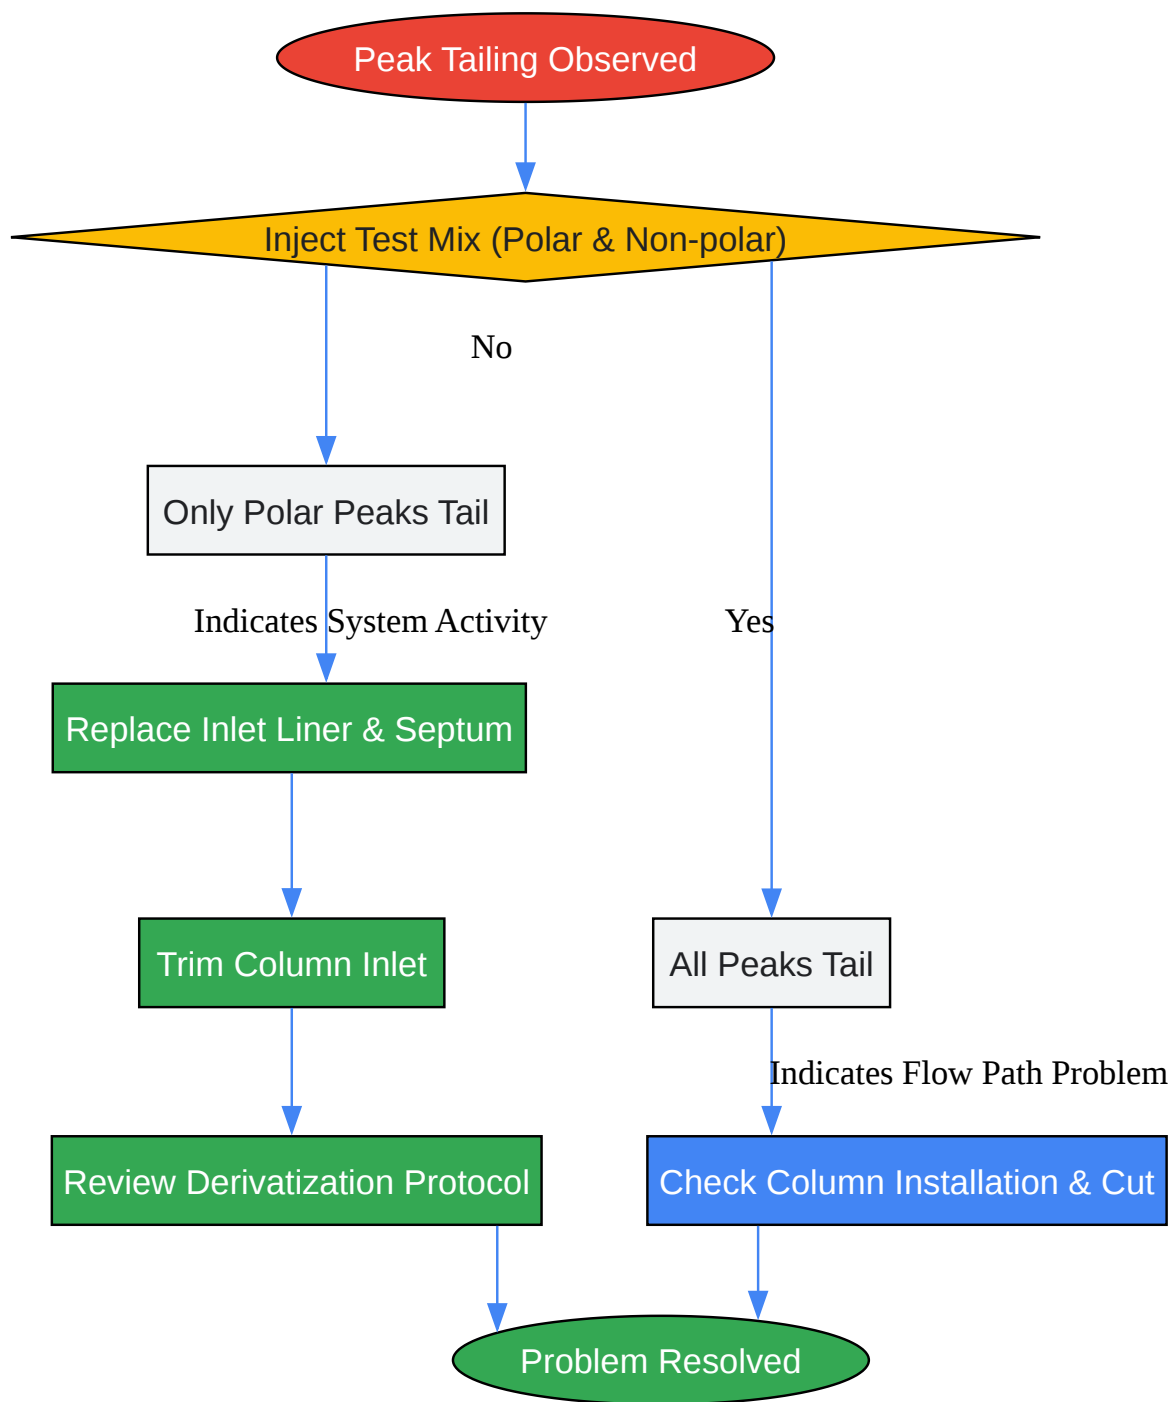 Peak Tailing Observed
Inject Test Mix (Polar & Non-polar)
No
Only Polar Peaks Tail
Indicates System Activity
Yes
Replace Inlet Liner & Septum
Trim Column Inlet
All Peaks Tail
Indicates Flow Path Problem
Review Derivatization Protocol
Check Column Installation & Cut
Problem Resolved